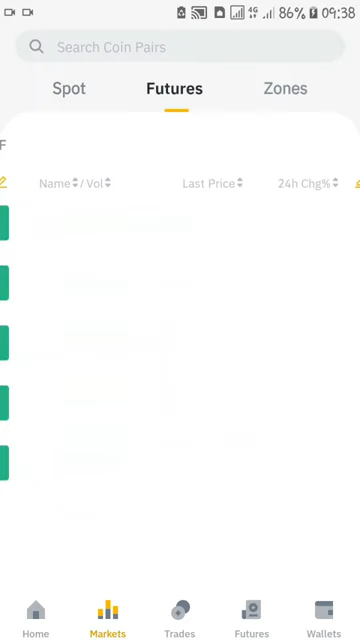 4G 86% 09:38
Search Coin Pairs
Spot Futures Zones
F
Name / Vol Last Price 24h Chg%
Home Markets Trades Futures Wallets